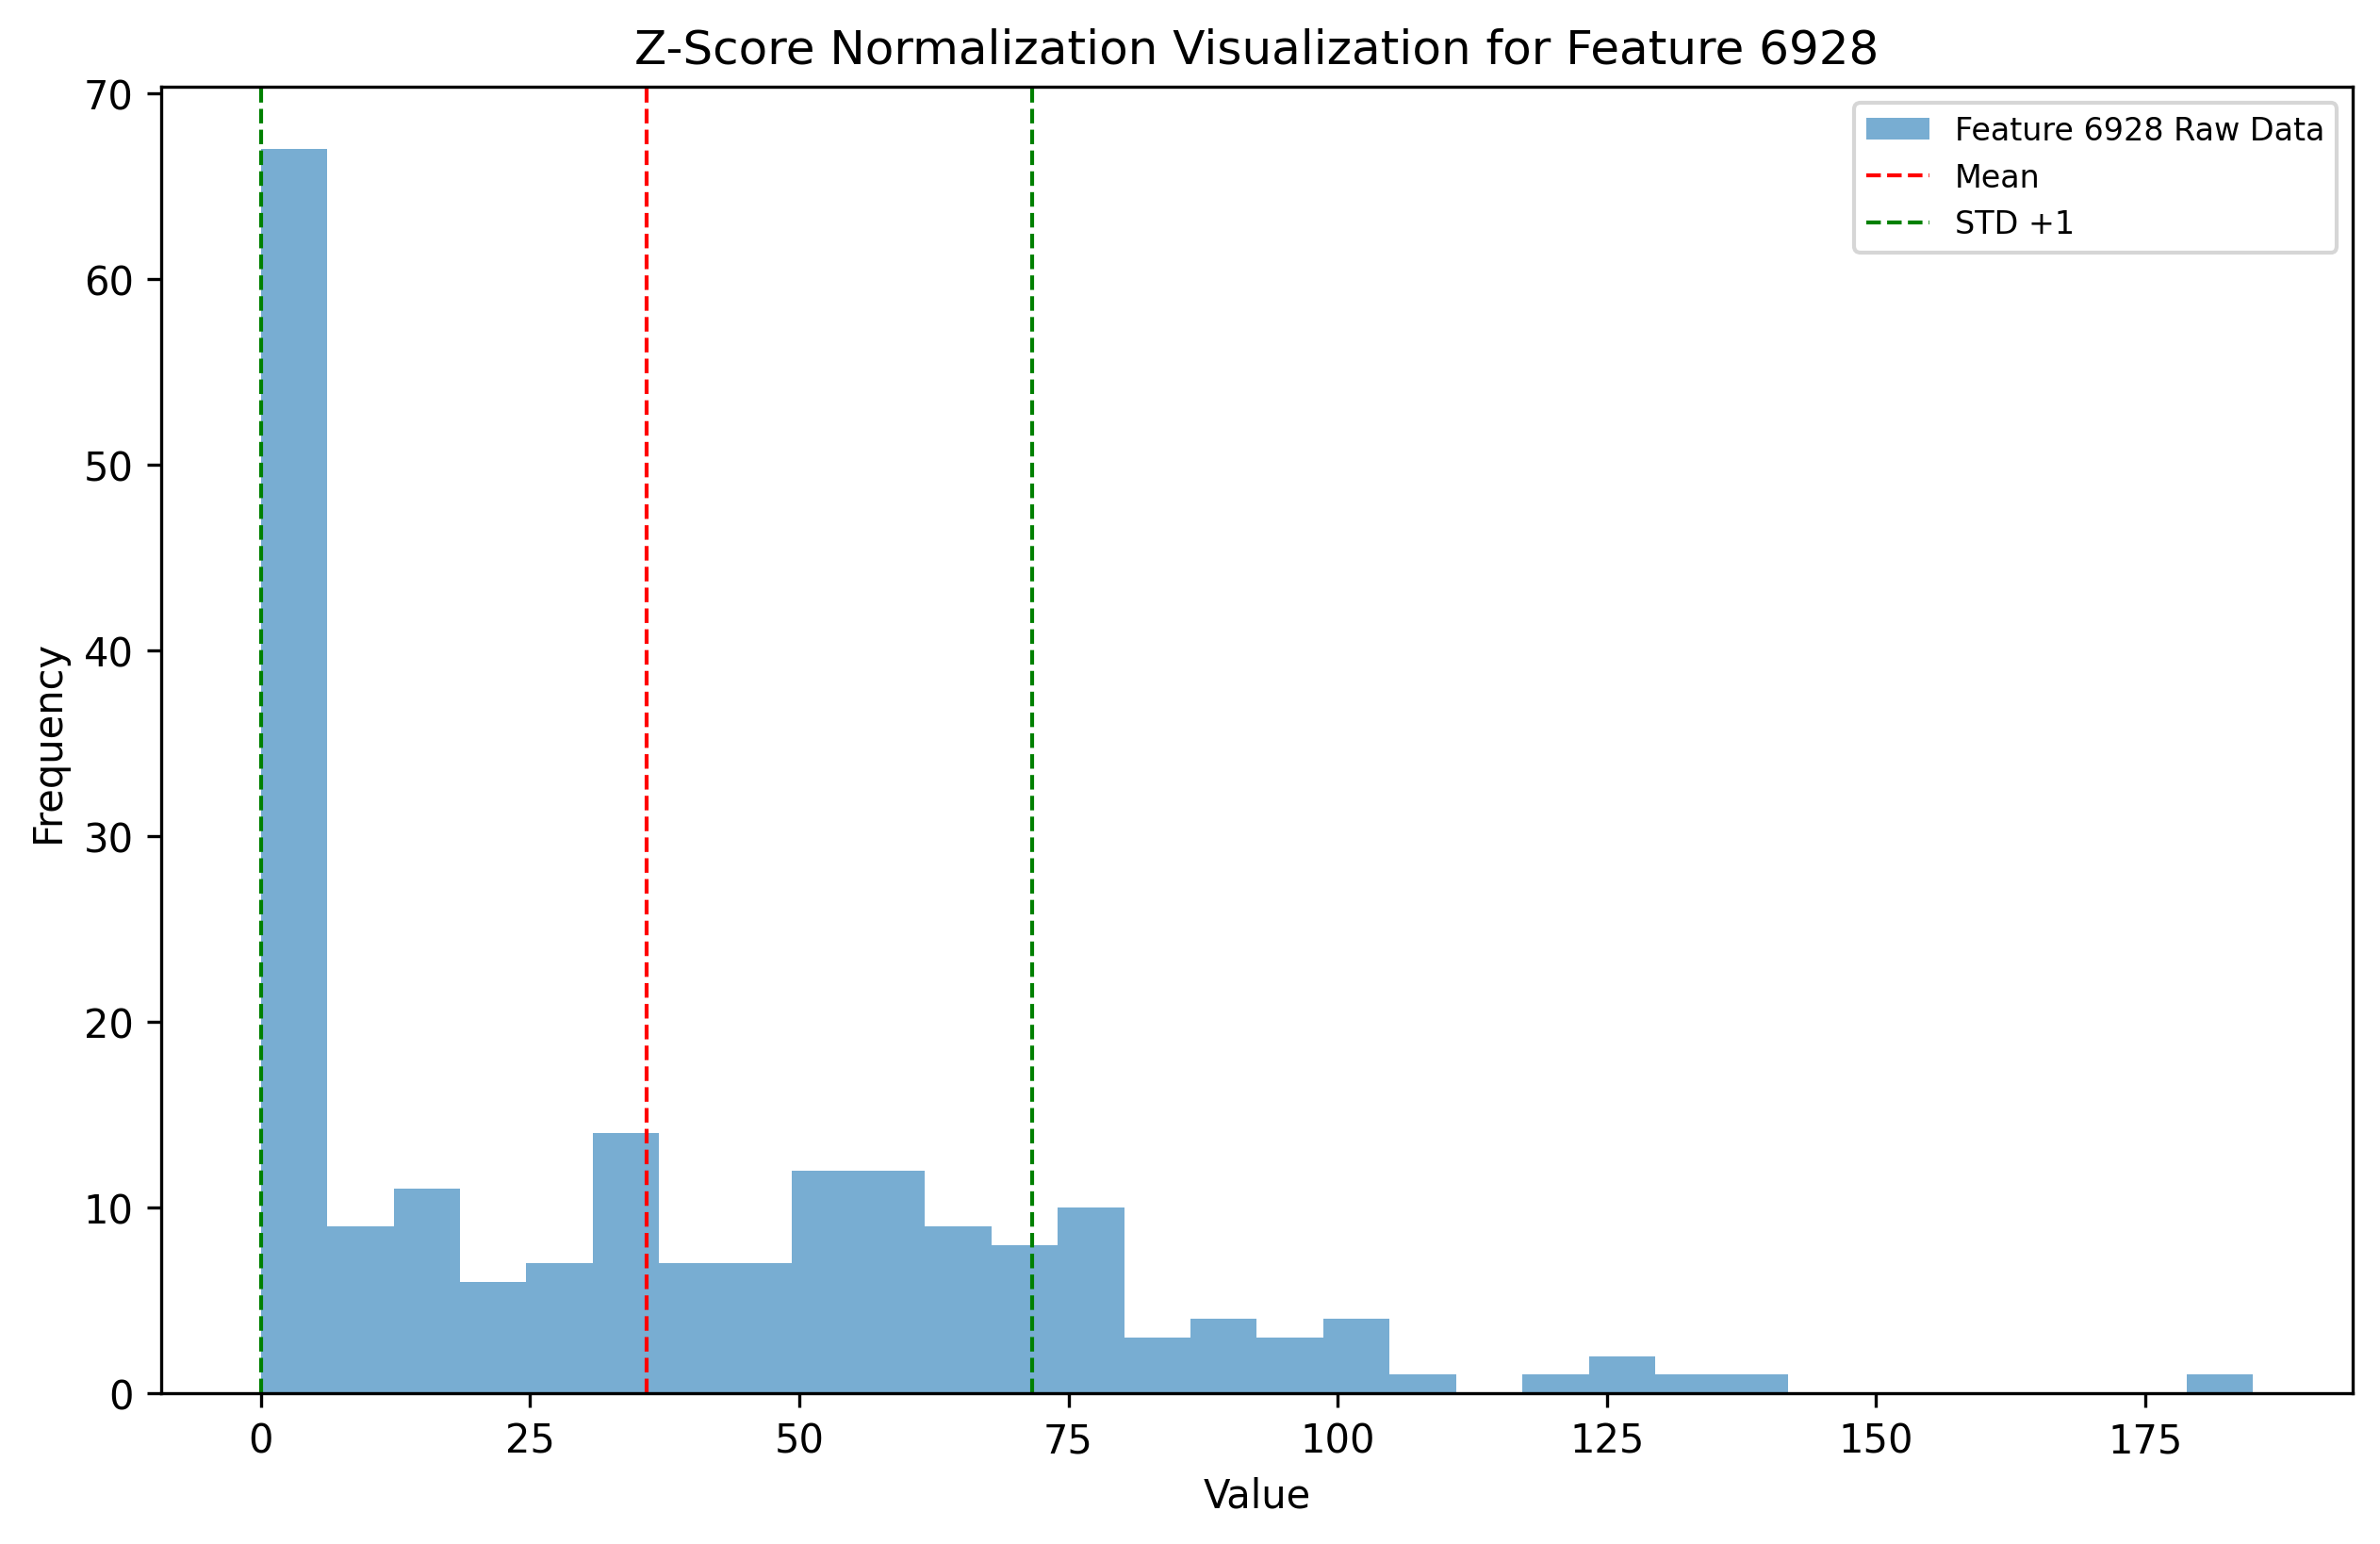 Z-Score Normalization Visualization for Feature 6928
Feature 6928 Raw Data
Mean
STD +1
70
60
50
40
30
20
10
0
Frequency
0 25 50 75 100 125 150 175
Value